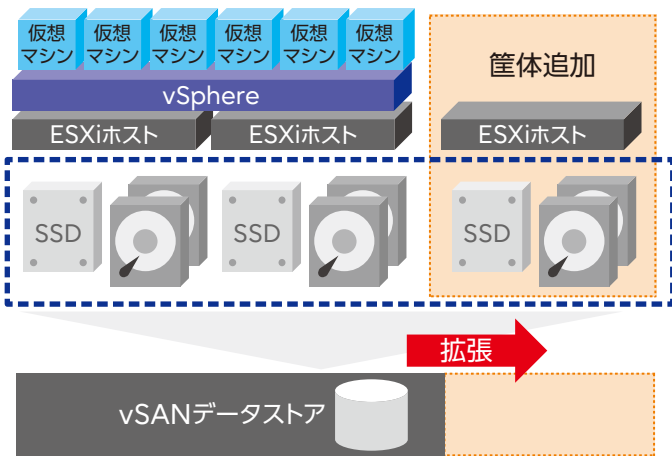 仮想
マシン
仮想
マシン
仮想
マシン
仮想
マシン
仮想
マシン
仮想
マシン
筐体追加
vSphere
ESXiホスト
ESXiホスト
ESXiホスト
SSD
SSD
SSD
拡張
vSANデータストア